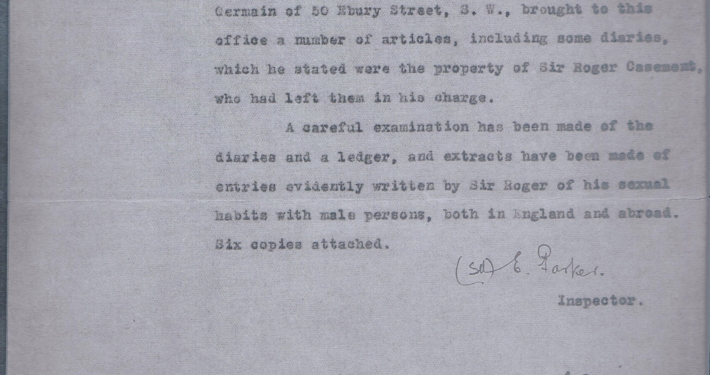 Germain of 50 Ebury Street, S. W., brought to this
office a number of articles, including some diaries,
which he stated were the property of Sir Roger Casement,
who had left them in his charge.
A careful examination has been made of the
diaries and a ledger, and extracts have been made of
entries evidently written by Sir Roger of his sexual
habits with male persons, both in England and abroad.
Six copies attached.
(sd) E. Parker.
Inspector.